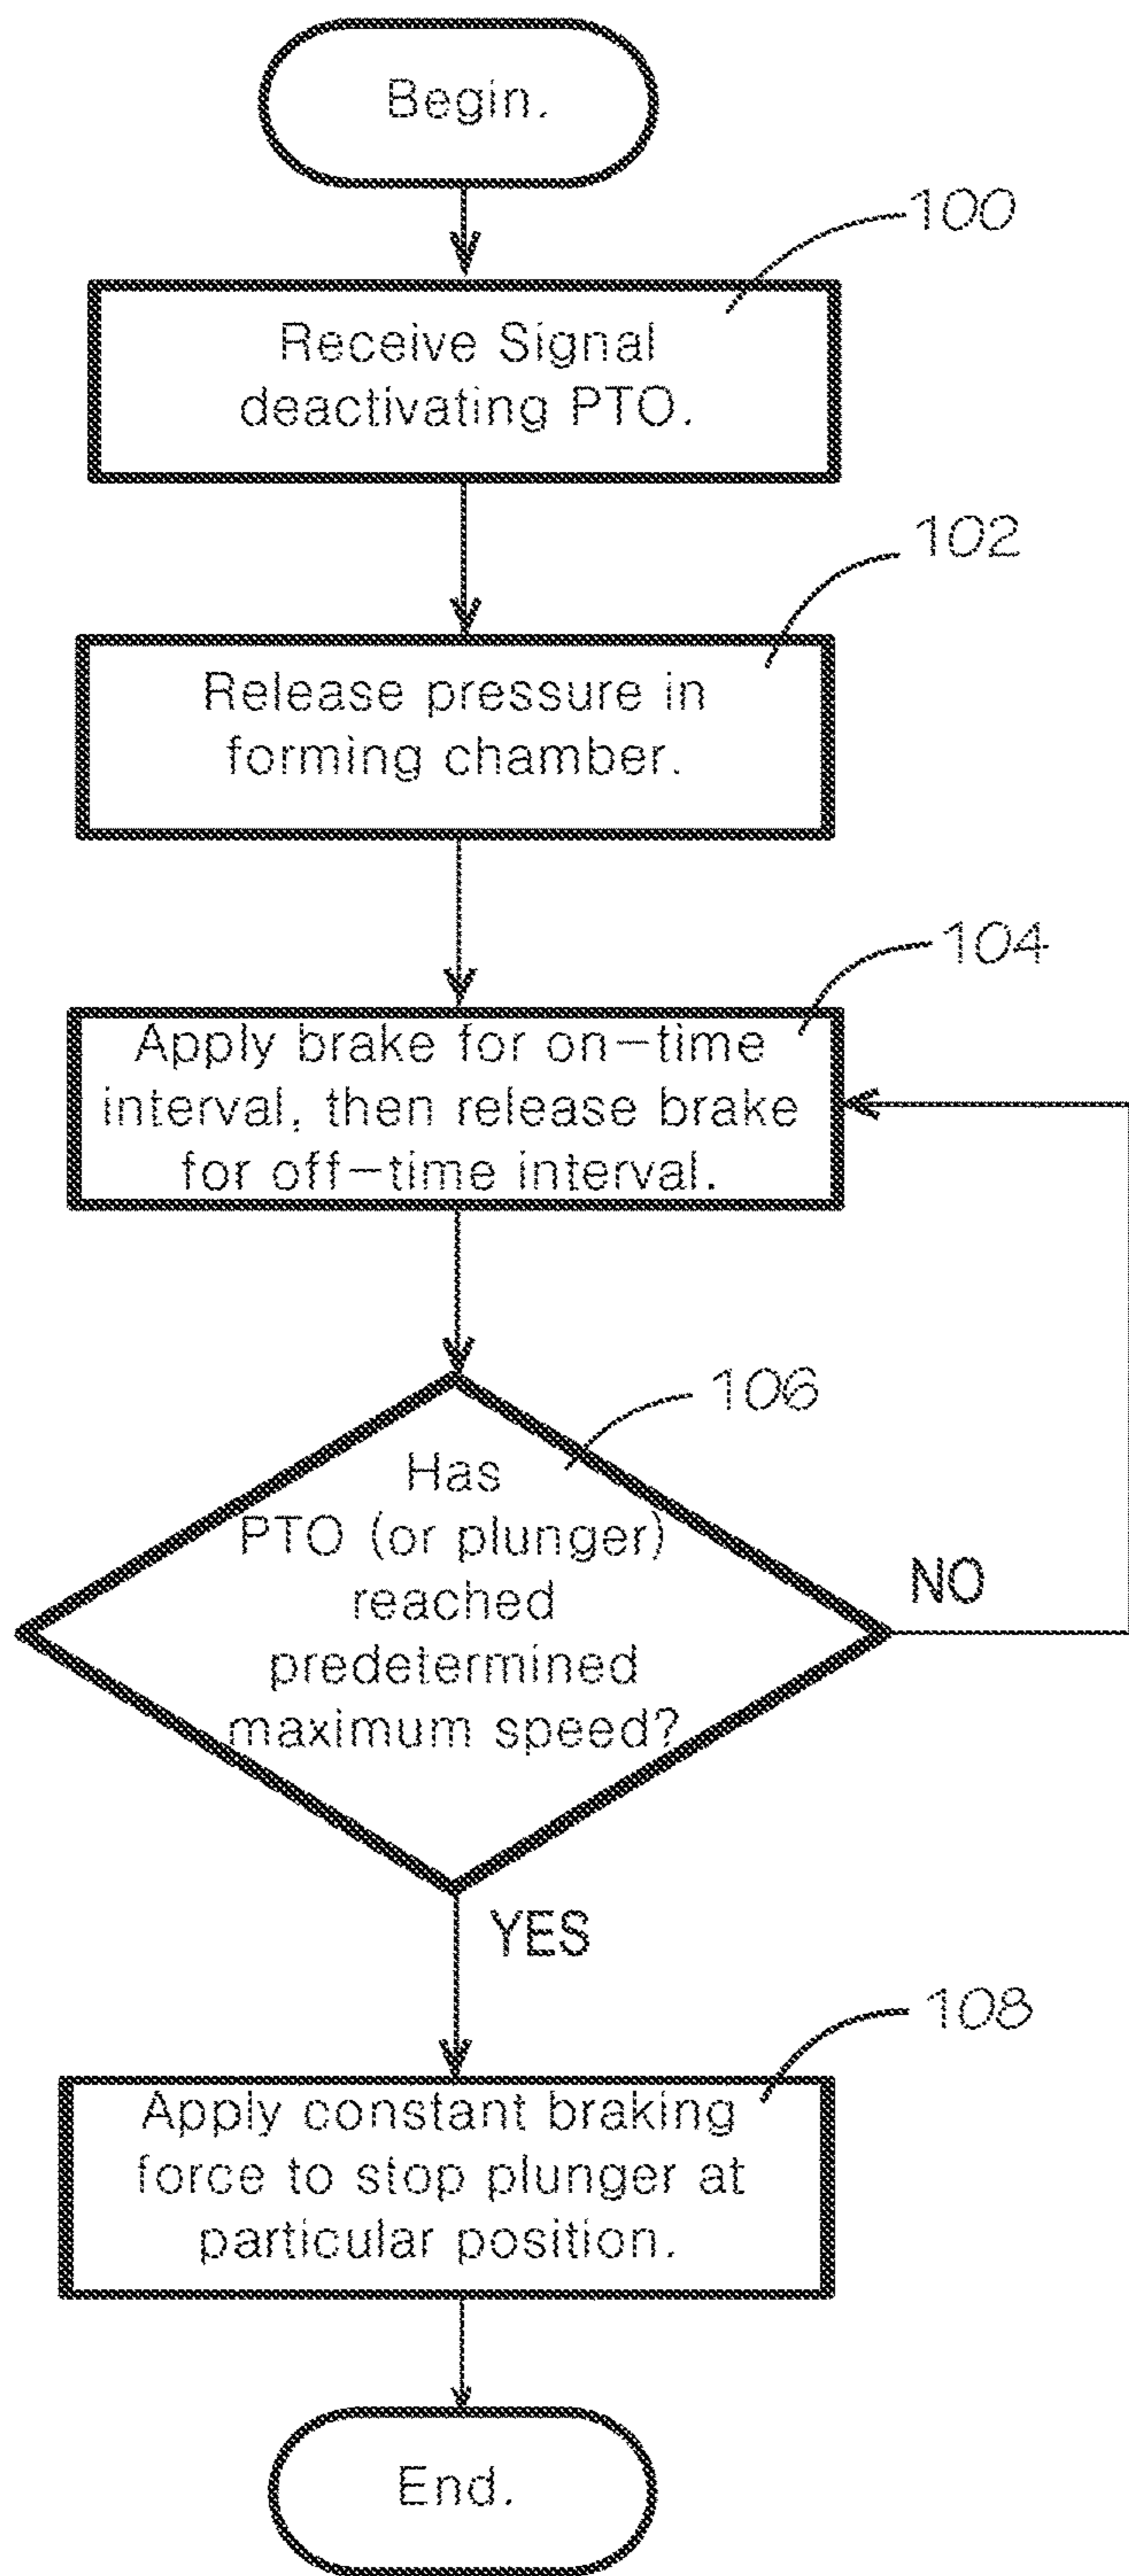 Begin.
100
Receive Signal
deactivating PTO.
102
Release pressure in
forming chamber.
104
Apply brake for on-time
interval, then release brake
for off-time interval.
106
Has
PTO (or plunger)
reached
predetermined
maximum speed?
NO
YES
108
Apply constant braking
force to stop plunger at
particular position.
End.